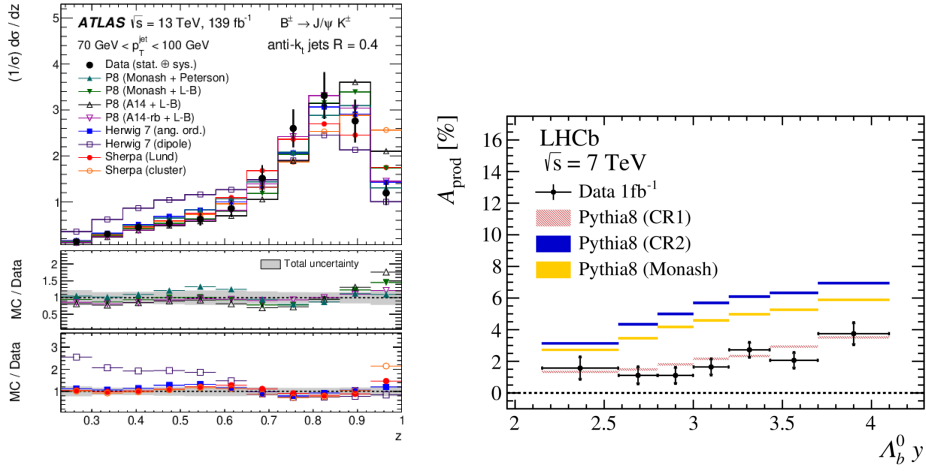 (1/σ) dσ / dz
5
4
3
2
1
ATLAS √s = 13 TeV, 139 fb⁻¹
B± → J/ψ K±
70 GeV < p_T^jet < 100 GeV
anti-k_t jets R = 0.4
Data (stat. ⊕ sys.)
P8 (Monash + Peterson)
P8 (Monash + L-B)
P8 (A14 + L-B)
P8 (A14-rb + L-B)
Herwig 7 (ang. ord.)
Herwig 7 (dipole)
Sherpa (Lund)
Sherpa (cluster)
MC / Data
2
1.5
1
0.5
Total uncertainty
MC / Data
3
2
1
0.3 0.4 0.5 0.6 0.7 0.8 0.9 1
z
A_prod [%]
16
14
12
10
8
6
4
2
0
LHCb
√s = 7 TeV
Data 1fb⁻¹
Pythia8 (CR1)
Pythia8 (CR2)
Pythia8 (Monash)
2 2.5 3 3.5 4
Λ_b^0 y